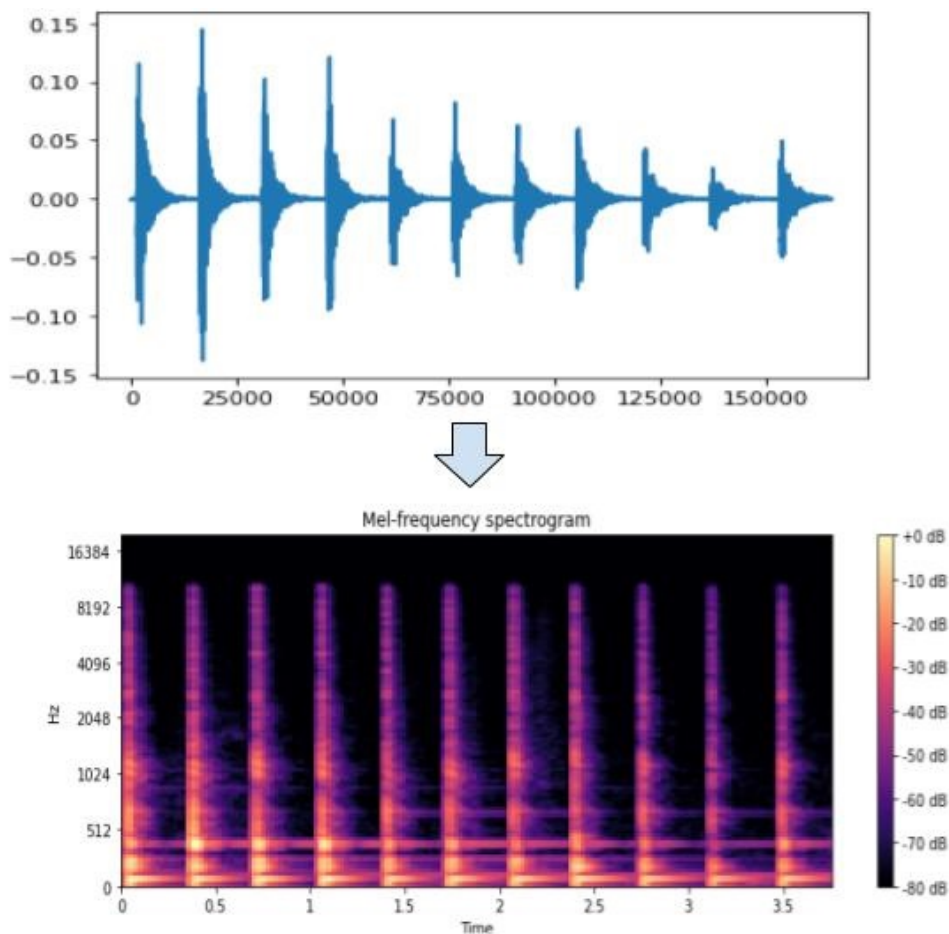 0.15
0.10
0.05
0.00
−0.05
−0.10
−0.15
0 25000 50000 75000 100000 125000 150000
Mel-frequency spectrogram
16384
8192
4096
2048
1024
512
0
Hz
0 0.5 1 1.5 2 2.5 3 3.5
Time
+0 dB
-10 dB
-20 dB
-30 dB
-40 dB
-50 dB
-60 dB
-70 dB
-80 dB